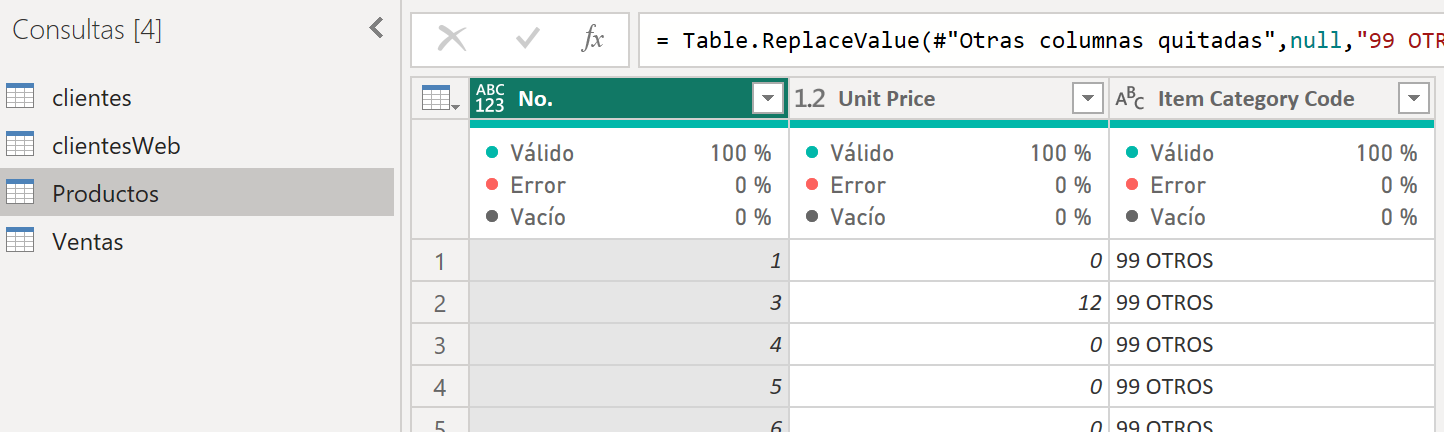 Consultas [4]
clientes
clientesWeb
Productos
Ventas
fx
= Table.ReplaceValue(#"Otras columnas quitadas",null,"99 OTR
ABC 123 No. 1.2 Unit Price ABC Item Category Code
Válido 100 % Válido 100 % Válido 100 %
Error 0 % Error 0 % Error 0 %
Vacío 0 % Vacío 0 % Vacío 0 %
1 1 0 99 OTROS
2 3 12 99 OTROS
3 4 0 99 OTROS
4 5 0 99 OTROS
5 6 0 99 OTROS